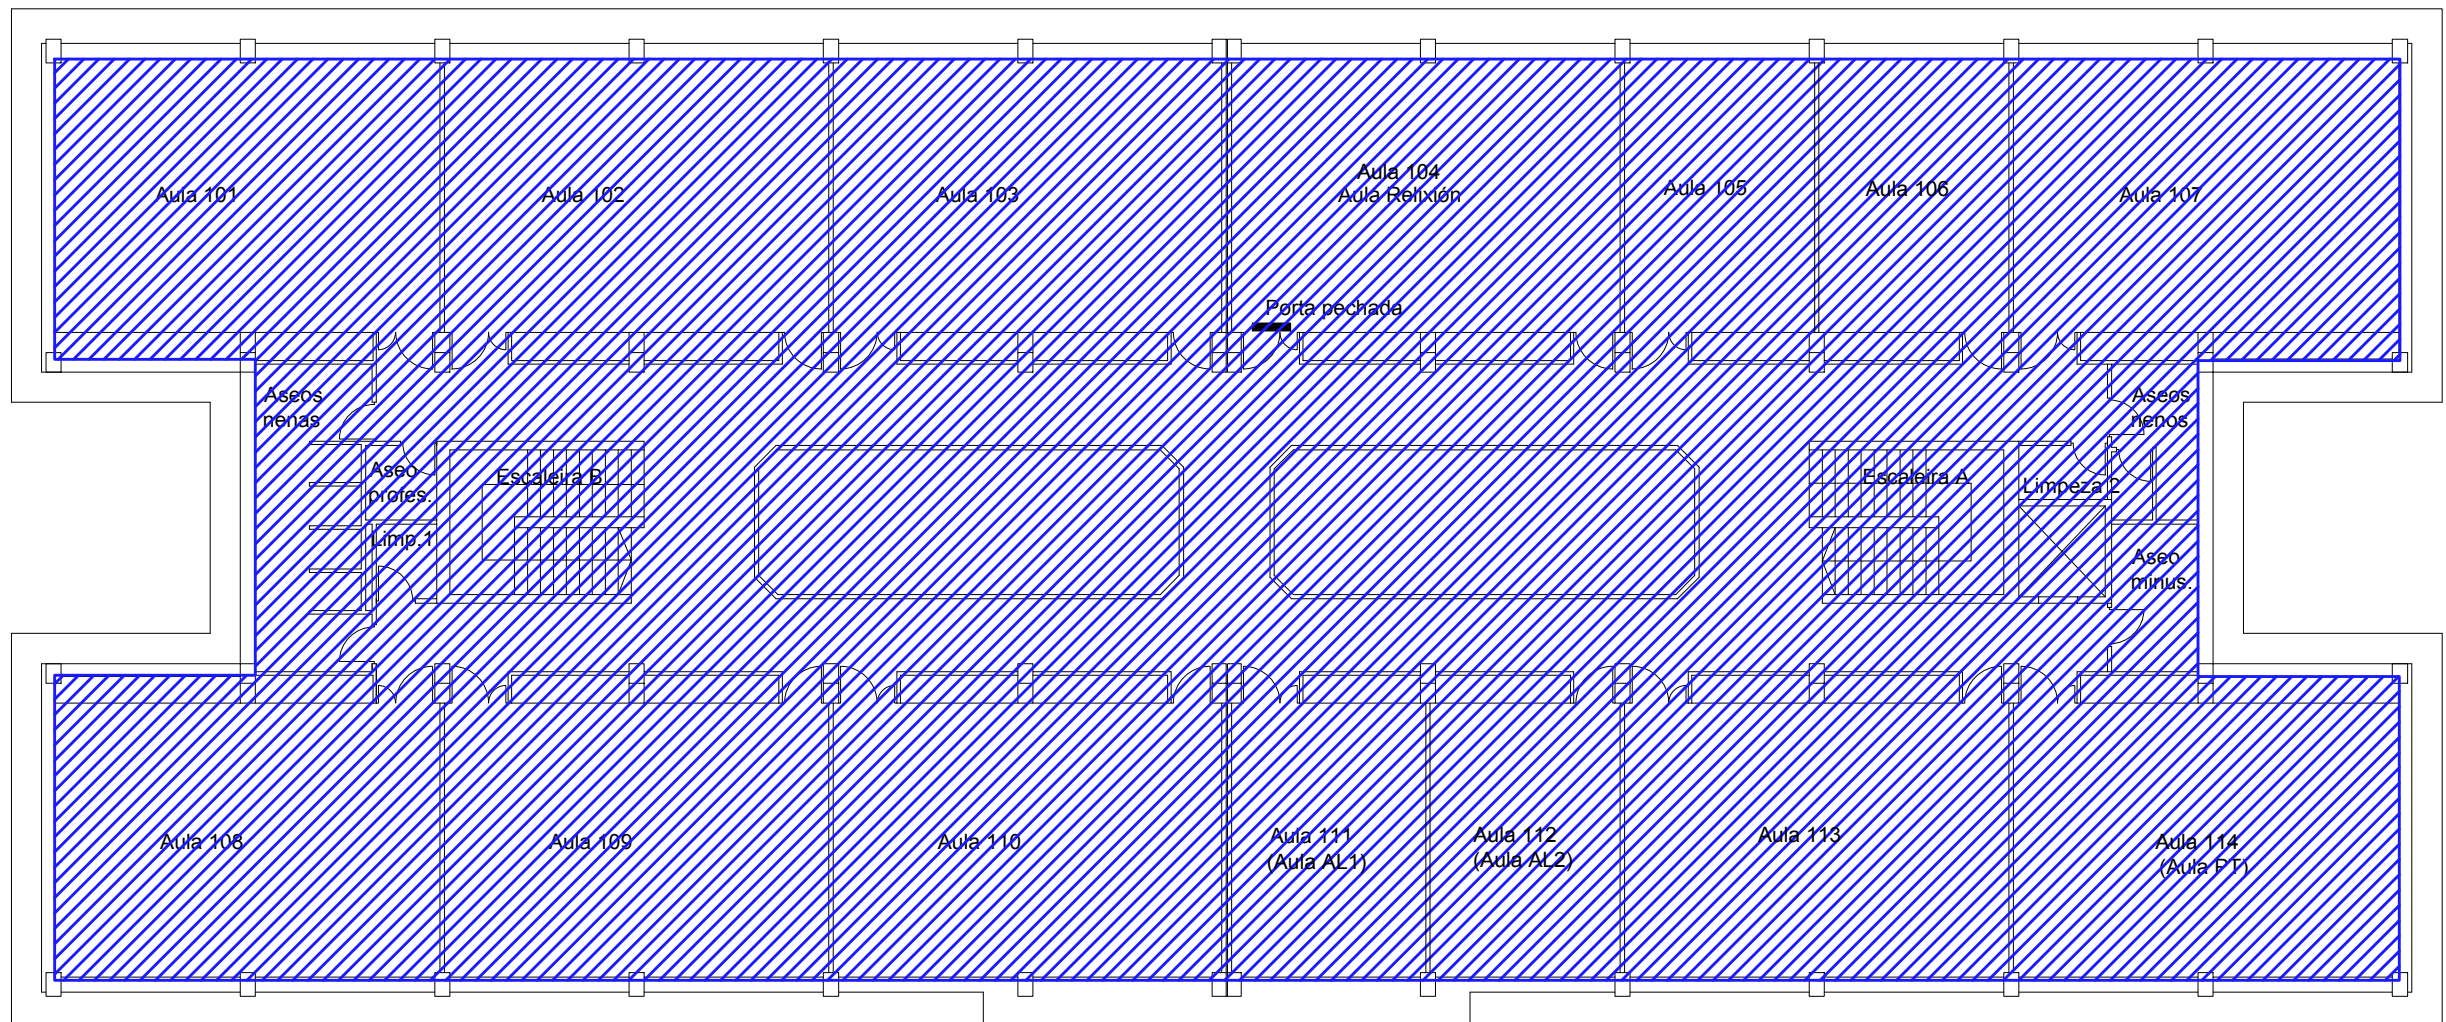 Aula 101
Aula 102
Aula 103
Aula 104
Aula Relixión
Aula 105
Aula 106
Aula 107
Porta pechada
Aseos
nenas
Aseo
profes.
Limp.1
Escaleira B
Escaleira A
Limpeza 2
Aseos
nenos
Aseo
minus.
Aula 108
Aula 109
Aula 110
Aula 111
(Aula AL1)
Aula 112
(Aula AL2)
Aula 113
Aula 114
(Aula PT)